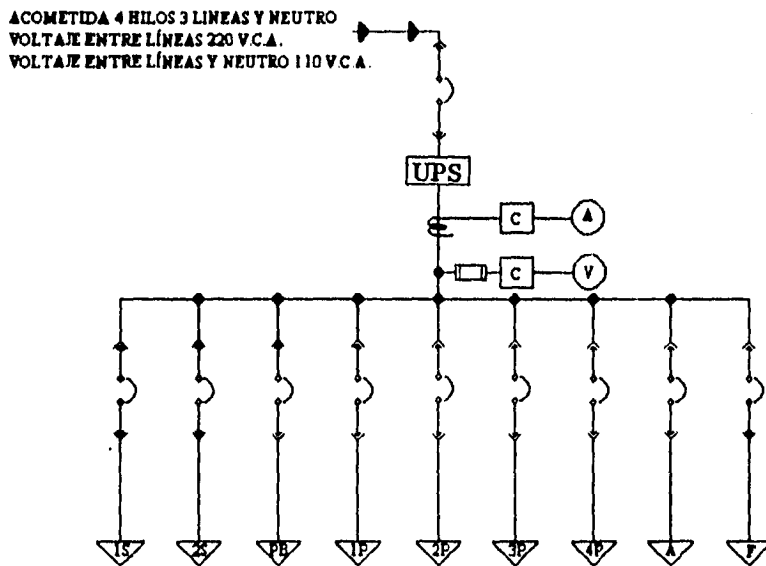 ACOMETIDA 4 HILOS 3 LINEAS Y NEUTRO
VOLTAJE ENTRE LÍNEAS 220 V.C.A.
VOLTAJE ENTRE LÍNEAS Y NEUTRO 110 V.C.A.
UPS
C A
C V
1S 2S PB 1P 2P 3P 4P A F